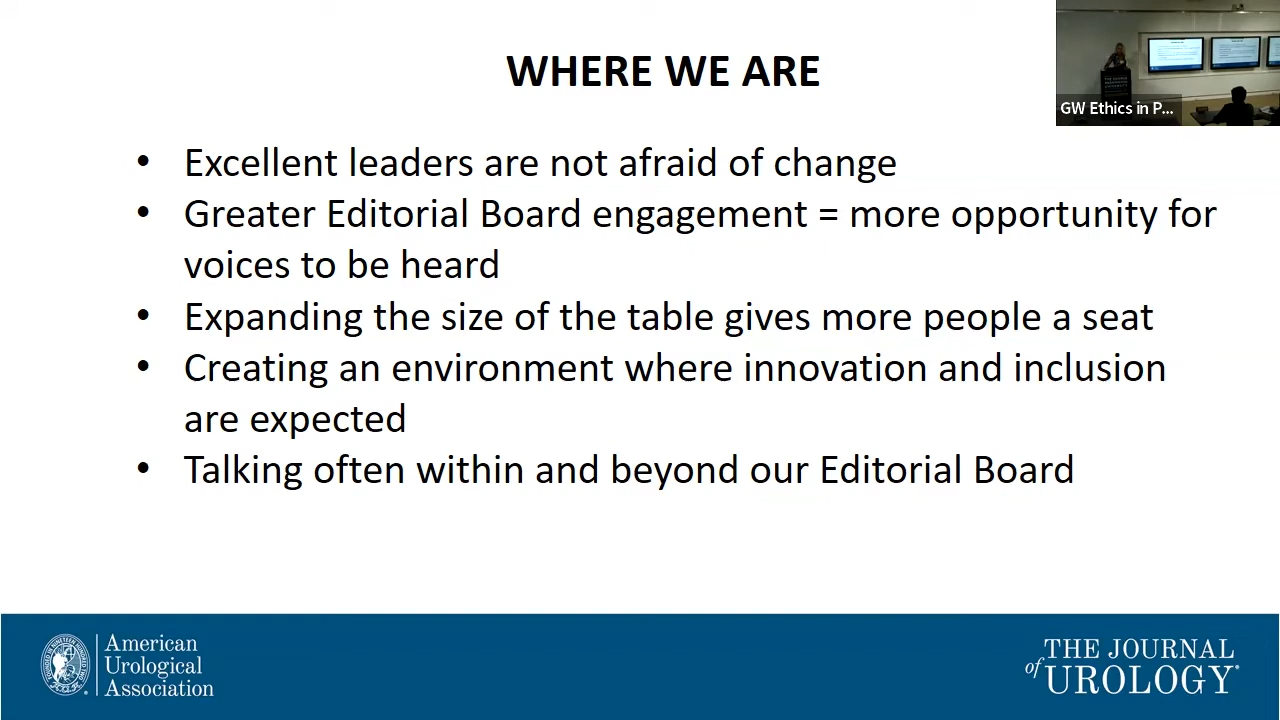 WHERE WE ARE
GW Ethics in P...
• Excellent leaders are not afraid of change
• Greater Editorial Board engagement = more opportunity for
voices to be heard
• Expanding the size of the table gives more people a seat
• Creating an environment where innovation and inclusion
are expected
• Talking often within and beyond our Editorial Board
American
Urological
Association
THE JOURNAL
of UROLOGY®